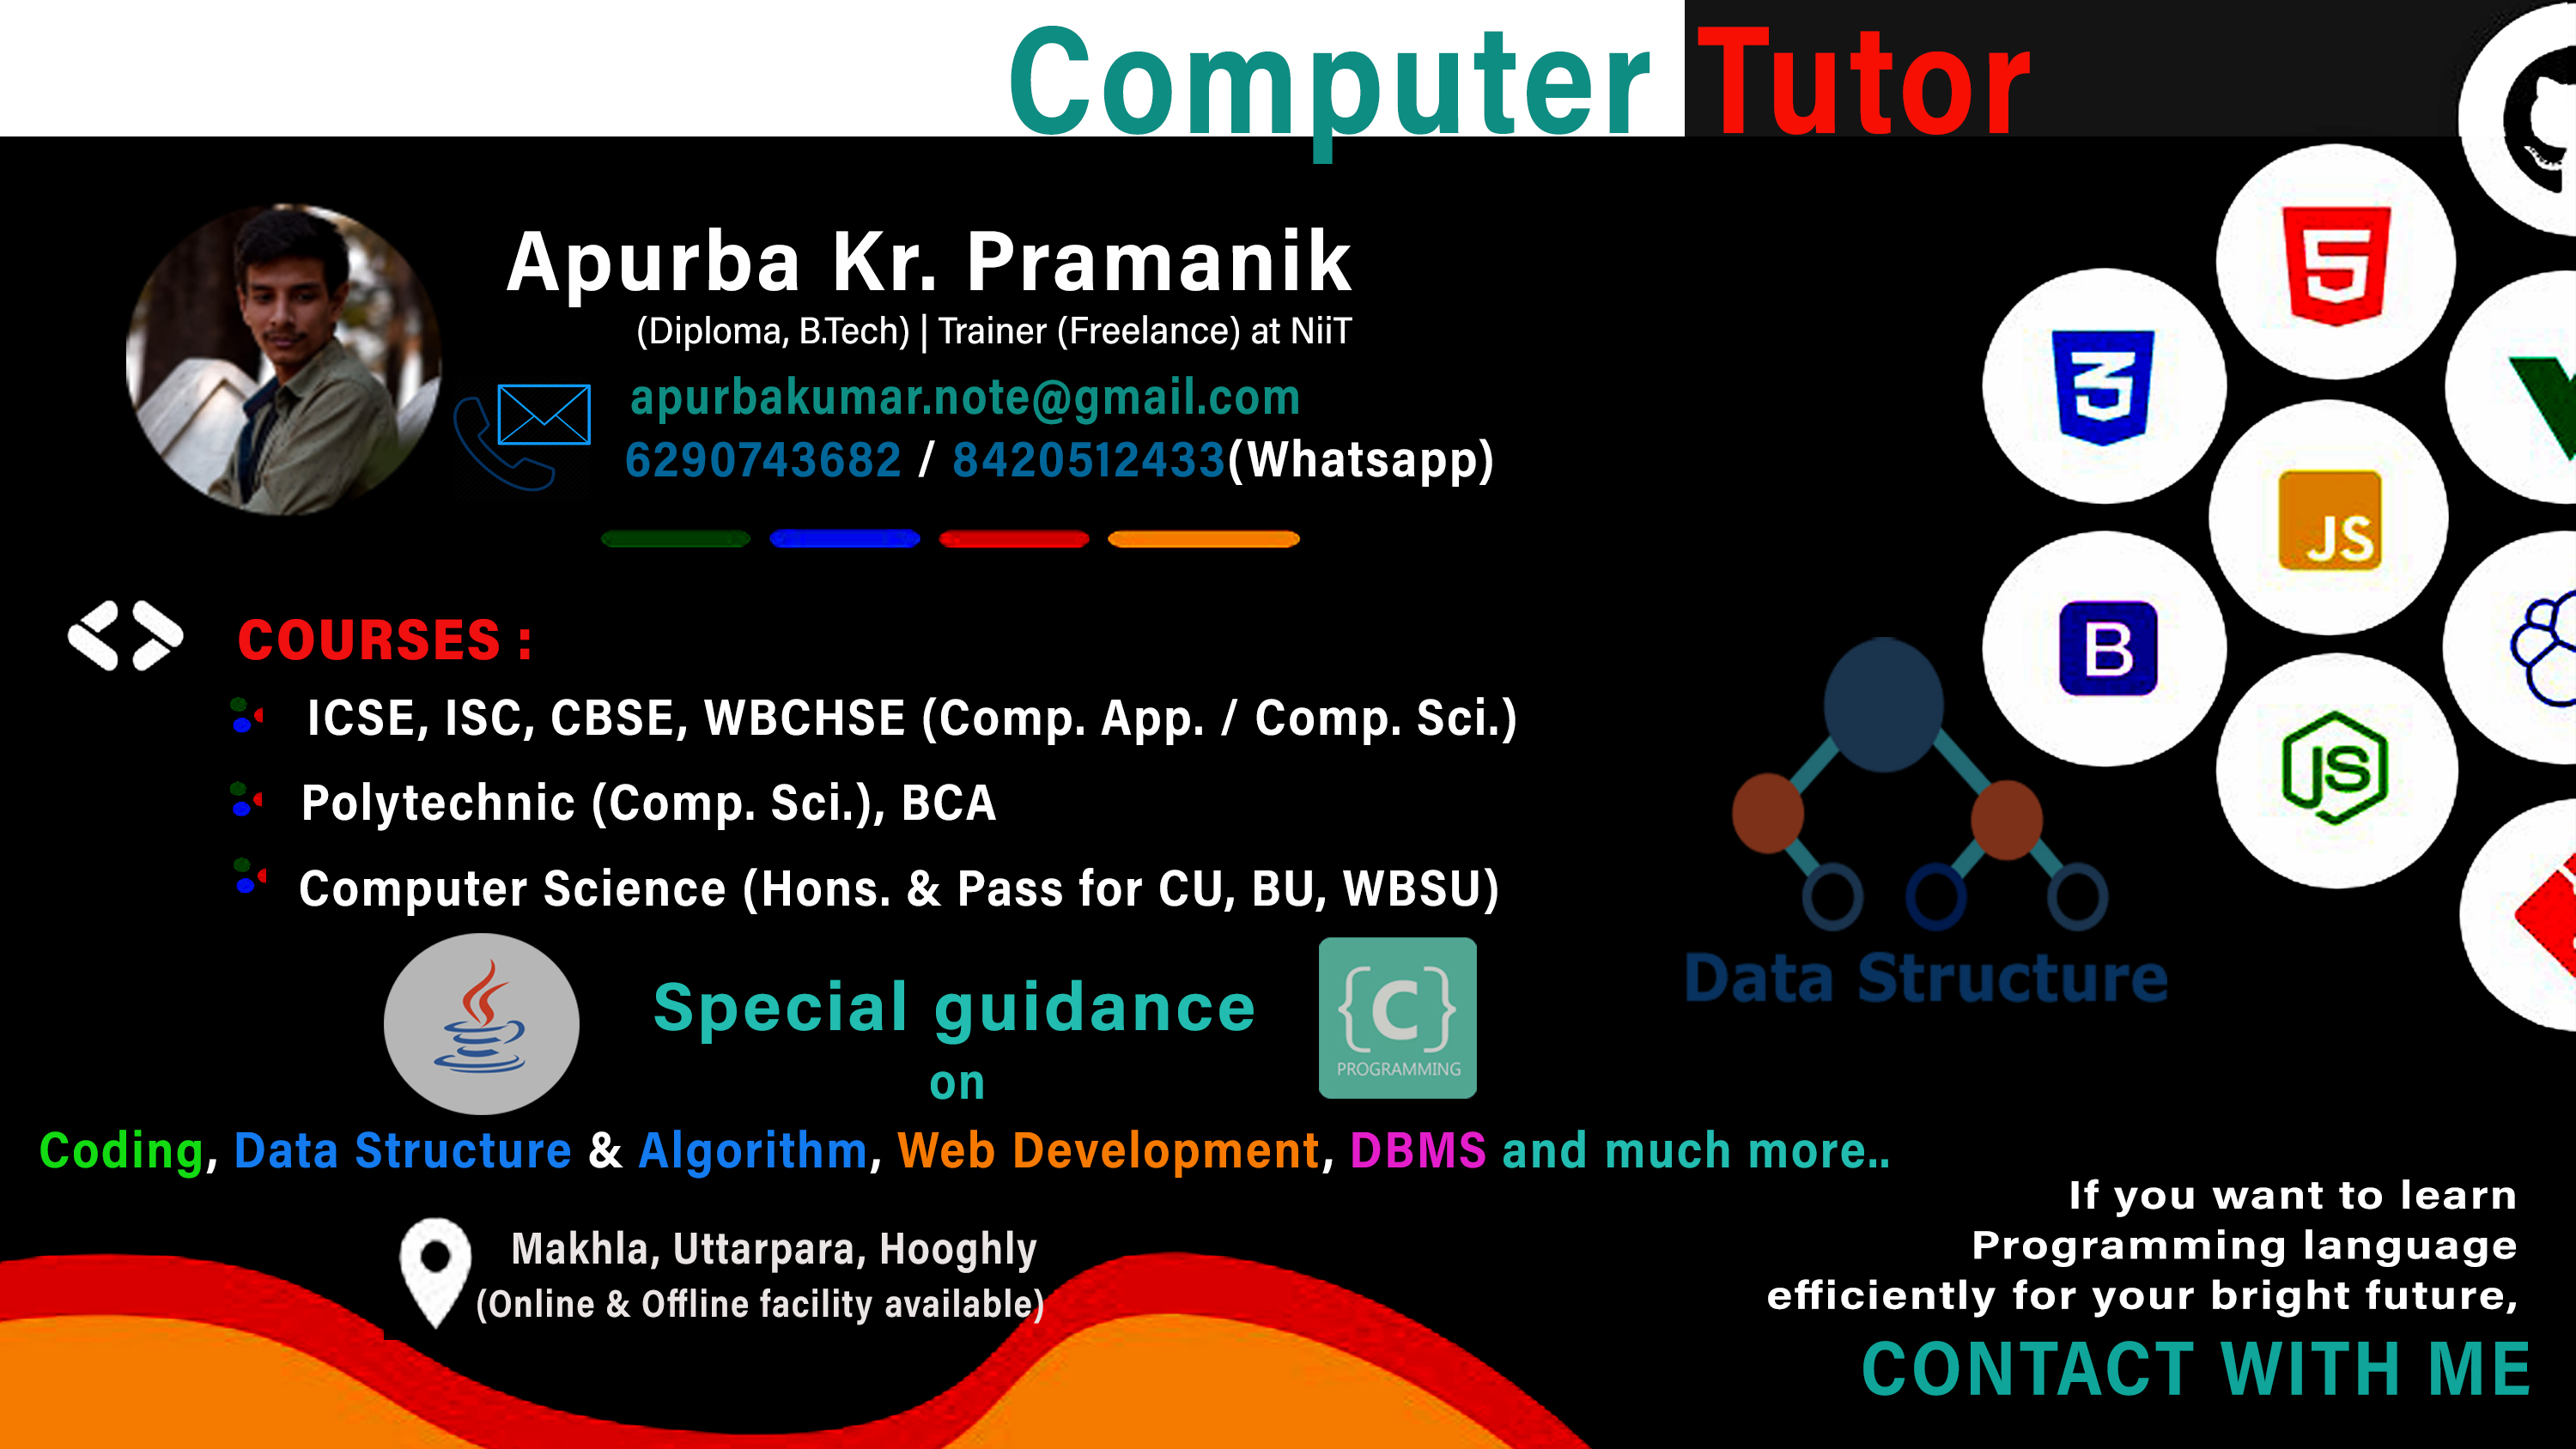 Computer Tutor
Apurba Kr. Pramanik
(Diploma, B.Tech) | Trainer (Freelance) at NiiT
apurbakumar.note@gmail.com
6290743682 / 8420512433(Whatsapp)
COURSES :
ICSE, ISC, CBSE, WBCHSE (Comp. App. / Comp. Sci.)
Polytechnic (Comp. Sci.), BCA
Computer Science (Hons. & Pass for CU, BU, WBSU)
5
3
JS
B
JS
Data Structure
Special guidance
on
{C}
PROGRAMMING
Coding, Data Structure & Algorithm, Web Development, DBMS and much more..
Makhla, Uttarpara, Hooghly
(Online & Offline facility available)
If you want to learn
Programming language
efficiently for your bright future,
CONTACT WITH ME